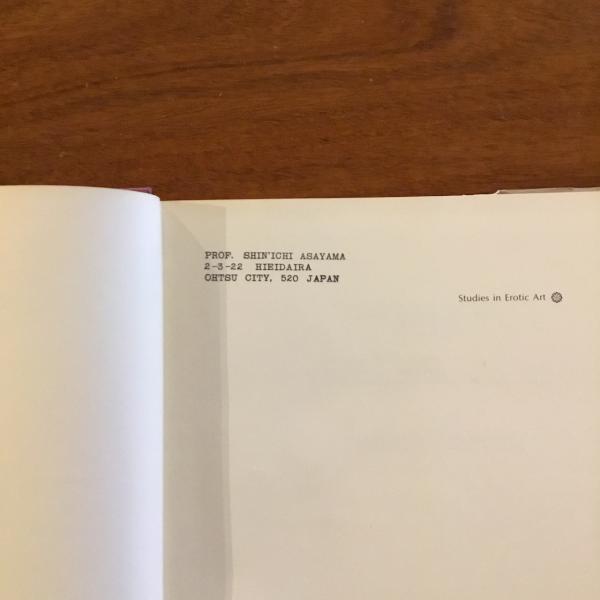 PROF. SHIN'ICHI ASAYAMA
2-3-22 HIEIDAIRA
OHTSU CITY, 520 JAPAN
Studies in Erotic Art